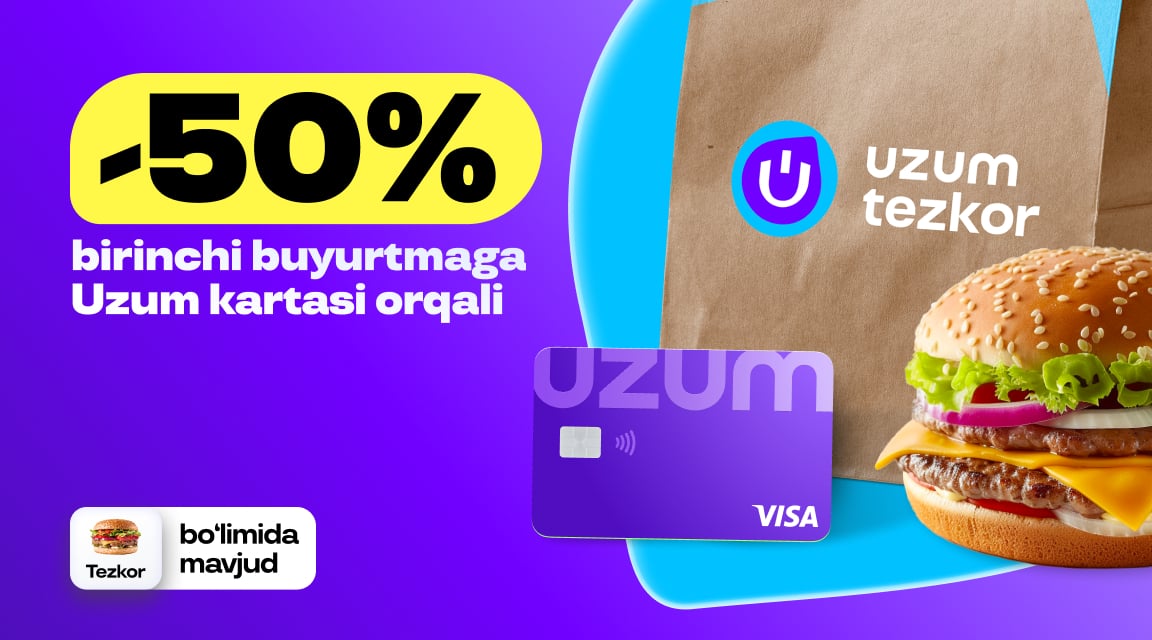 -50%
birinchi buyurtmaga
Uzum kartasi orqali
uzum
tezkor
uzum
VISA
Tezkor
bo‘limida
mavjud